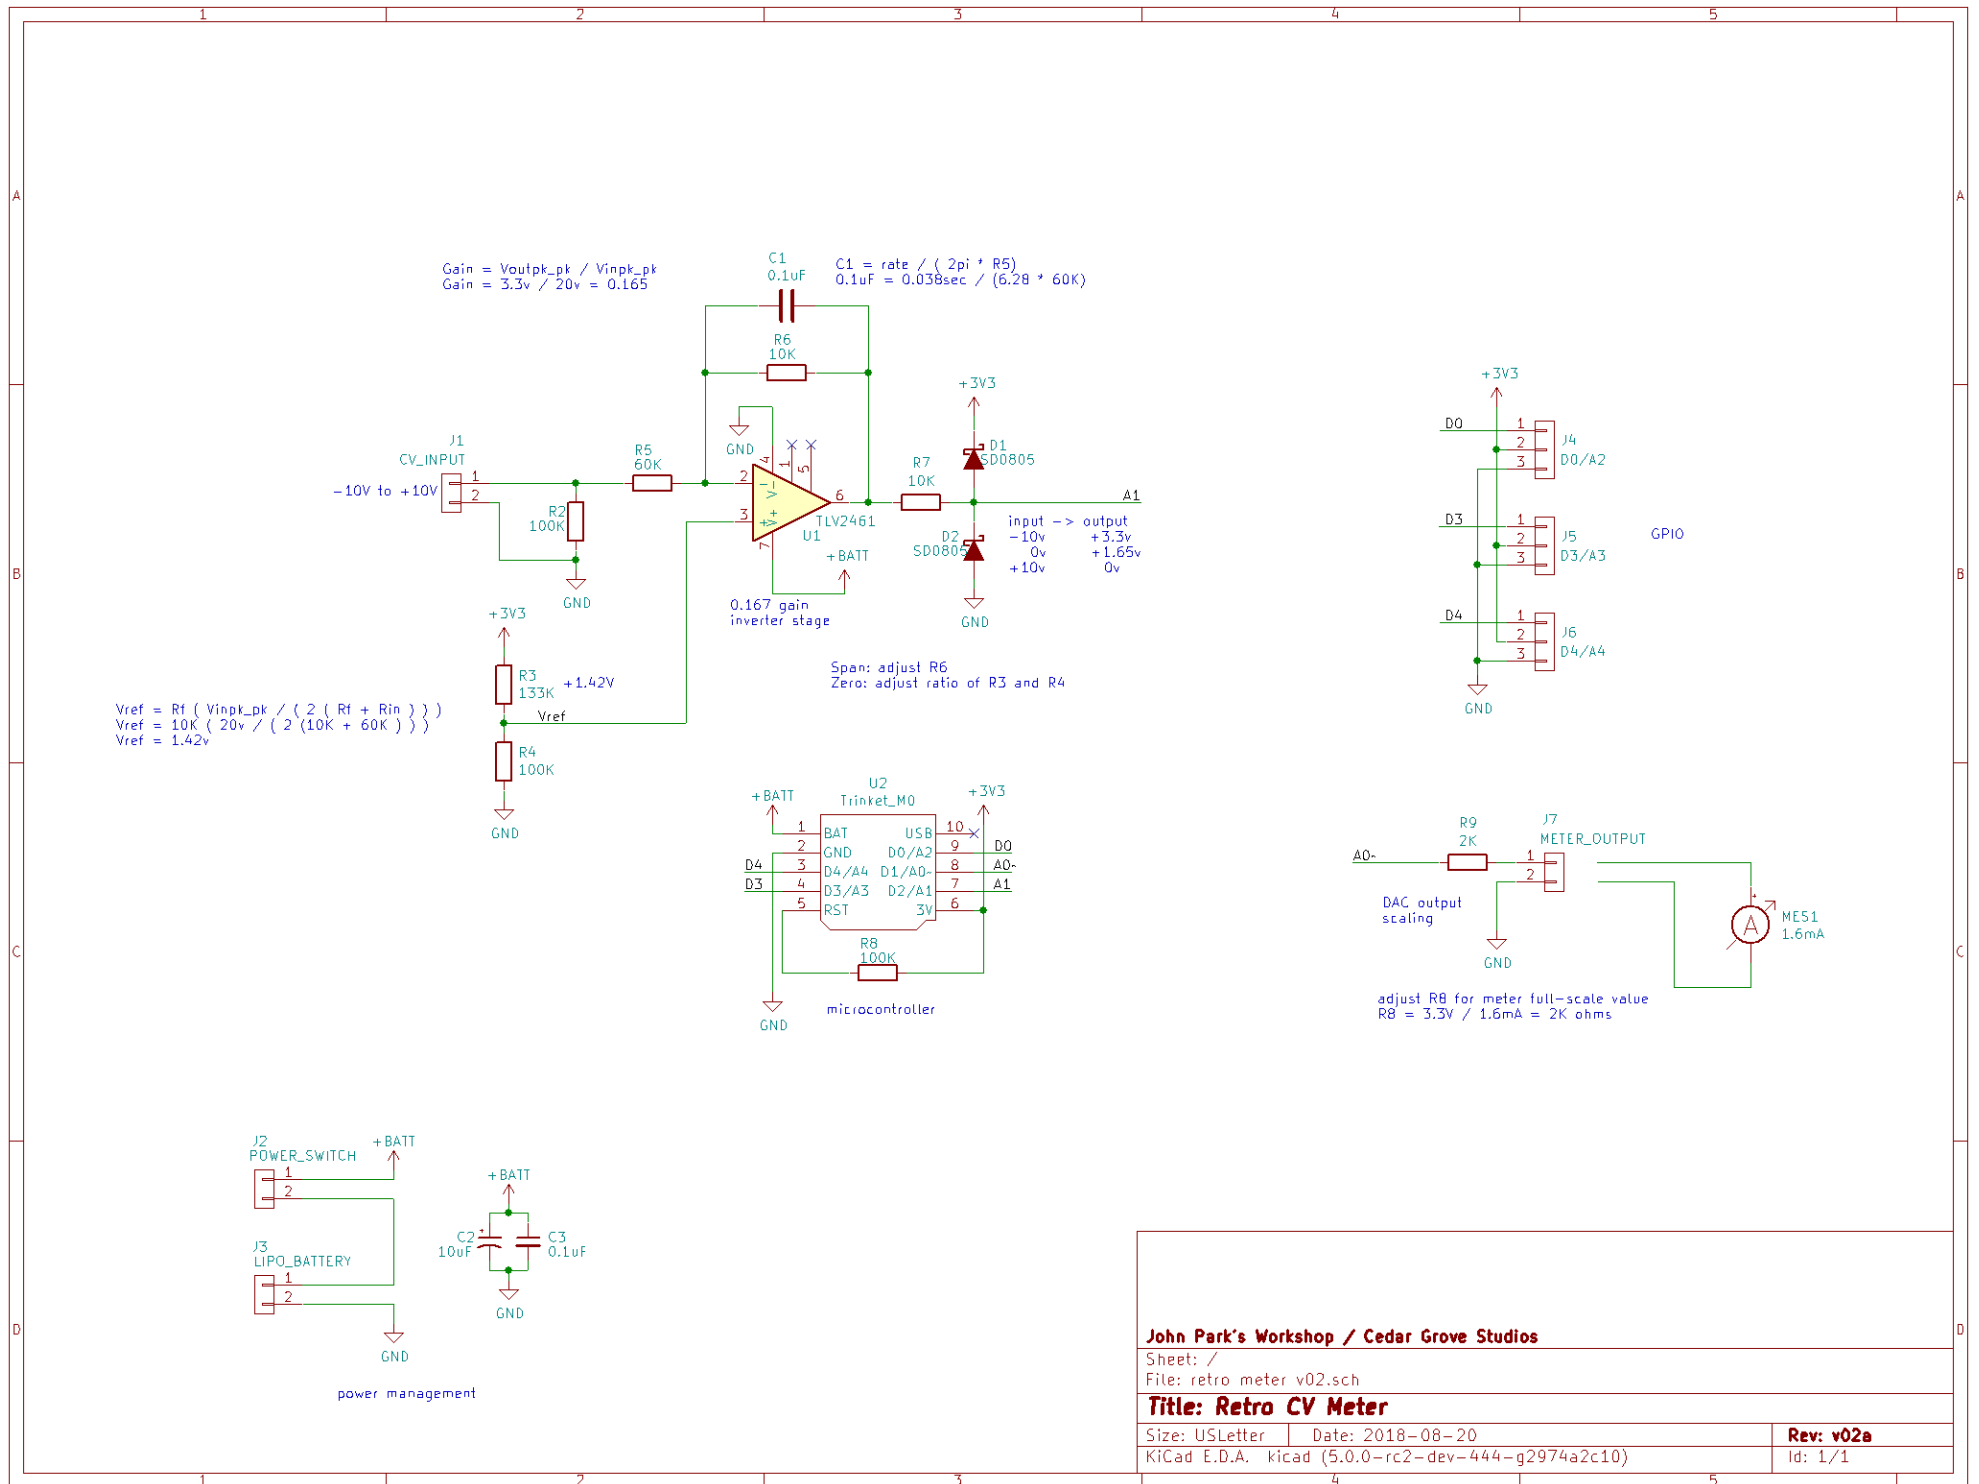 1 2 3 4 5
A A
B B
C C
D D
Gain = Voutpk_pk / Vinpk_pk
Gain = 3.3v / 20v = 0.165
C1
0.1uF
C1 = rate / ( 2pi * R5)
0.1uF = 0.038sec / (6.28 * 60K)
R6
10K
GND
J1
CV_INPUT
-10V to +10V
1
2
R2
100K
GND
R5
60K
2
3
4
1
5
7
6
-
+
V-
V+
TLV2461
U1
+BATT
0.167 gain
inverter stage
R7
10K
+3V3
D1
SD0805
D2
SD0805
GND
A1
input -> output
-10v +3.3v
0v +1.65v
+10v 0v
Span: adjust R6
Zero: adjust ratio of R3 and R4
+3V3
R3
133K
+1.42V
Vref
R4
100K
GND
Vref = Rf ( Vinpk_pk / ( 2 ( Rf + Rin ) ) )
Vref = 10K ( 20v / ( 2 (10K + 60K ) ) )
Vref = 1.42v
+3V3
D0
1
2
3
J4
D0/A2
D3
1
2
3
J5
D3/A3
GPIO
D4
1
2
3
J6
D4/A4
GND
U2
Trinket_M0
+BATT
+3V3
1 BAT USB 10
2 GND D0/A2 9 D0
D4 3 D4/A4 D1/A0~ 8 A0~
D3 4 D3/A3 D2/A1 7 A1
5 RST 3V 6
R8
100K
GND
microcontroller
A0~
R9
2K
J7
METER_OUTPUT
1
2
DAC output
scaling
GND
+
A
MES1
1.6mA
adjust R8 for meter full-scale value
R8 = 3.3V / 1.6mA = 2K ohms
J2
POWER_SWITCH
1
2
+BATT
J3
LIPO_BATTERY
1
2
GND
+BATT
+
C2
10uF
C3
0.1uF
GND
power management
John Park's Workshop / Cedar Grove Studios
Sheet: /
File: retro meter v02.sch
Title: Retro CV Meter
Size: USLetter Date: 2018-08-20 Rev: v02a
KiCad E.D.A. kicad (5.0.0-rc2-dev-444-g2974a2c10) Id: 1/1
1 2 3 4 5